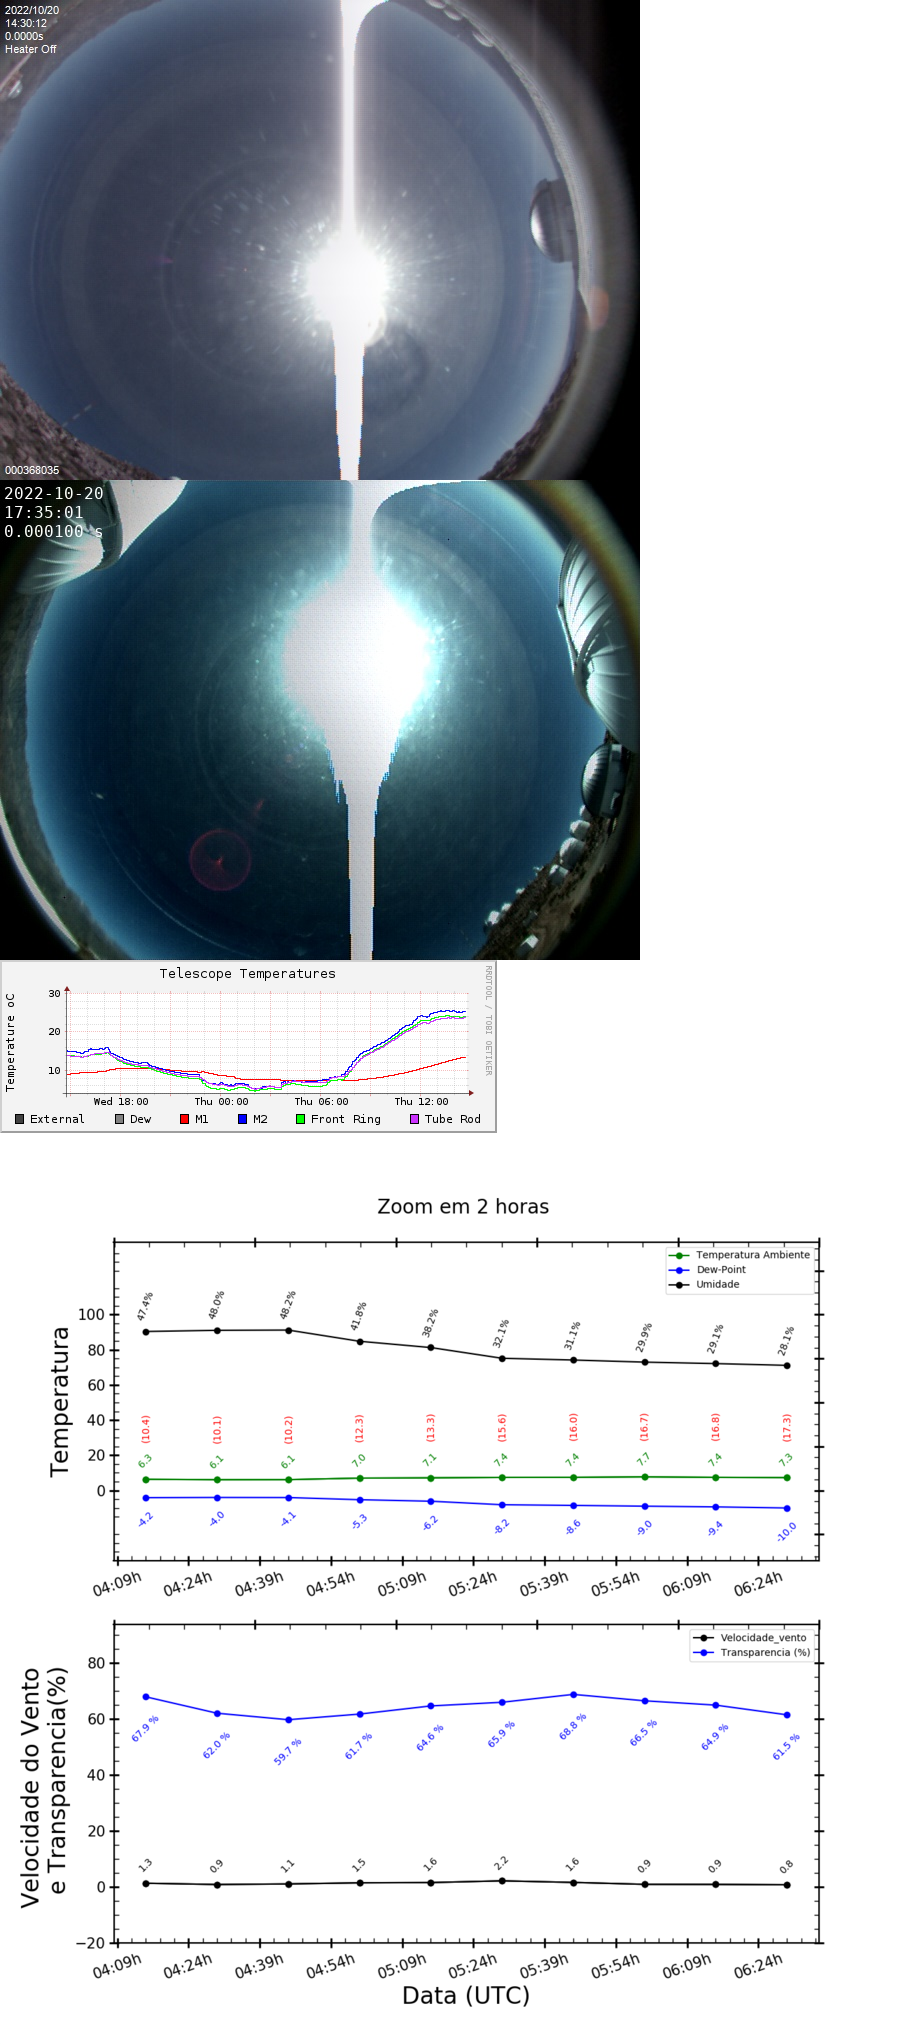 2022/10/20
14:30:12
0.0000s
Heater Off
000368035
2022-10-20
17:35:01
0.000100 s
Telescope Temperatures
RRDTOOL / TOBI OETIKER
Temperature oC
30
20
10
Wed 18:00 Thu 00:00 Thu 06:00 Thu 12:00
External Dew M1 M2 Front Ring Tube Rod
Zoom em 2 horas
Temperatura Ambiente
Dew-Point
Umidade
Temperatura
100
80
60
40
20
0
47.4% 48.0% 48.2% 41.8% 38.2% 32.1% 31.1% 29.9% 29.1% 28.1%
(10.4) (10.1) (10.2) (12.3) (13.3) (15.6) (16.0) (16.7) (16.8) (17.3)
6.3 6.1 6.1 7.0 7.1 7.4 7.4 7.7 7.4 7.3
-4.2 -4.0 -4.1 -5.3 -6.2 -8.2 -8.6 -9.0 -9.4 -10.0
04:09h 04:24h 04:39h 04:54h 05:09h 05:24h 05:39h 05:54h 06:09h 06:24h
Velocidade_vento
Transparencia (%)
Velocidade do Vento
e Transparencia(%)
80
60
40
20
0
−20
67.9 % 62.0 % 59.7 % 61.7 % 64.6 % 65.9 % 68.8 % 66.5 % 64.9 % 61.5 %
1.3 0.9 1.1 1.5 1.6 2.2 1.6 0.9 0.9 0.8
04:09h 04:24h 04:39h 04:54h 05:09h 05:24h 05:39h 05:54h 06:09h 06:24h
Data (UTC)